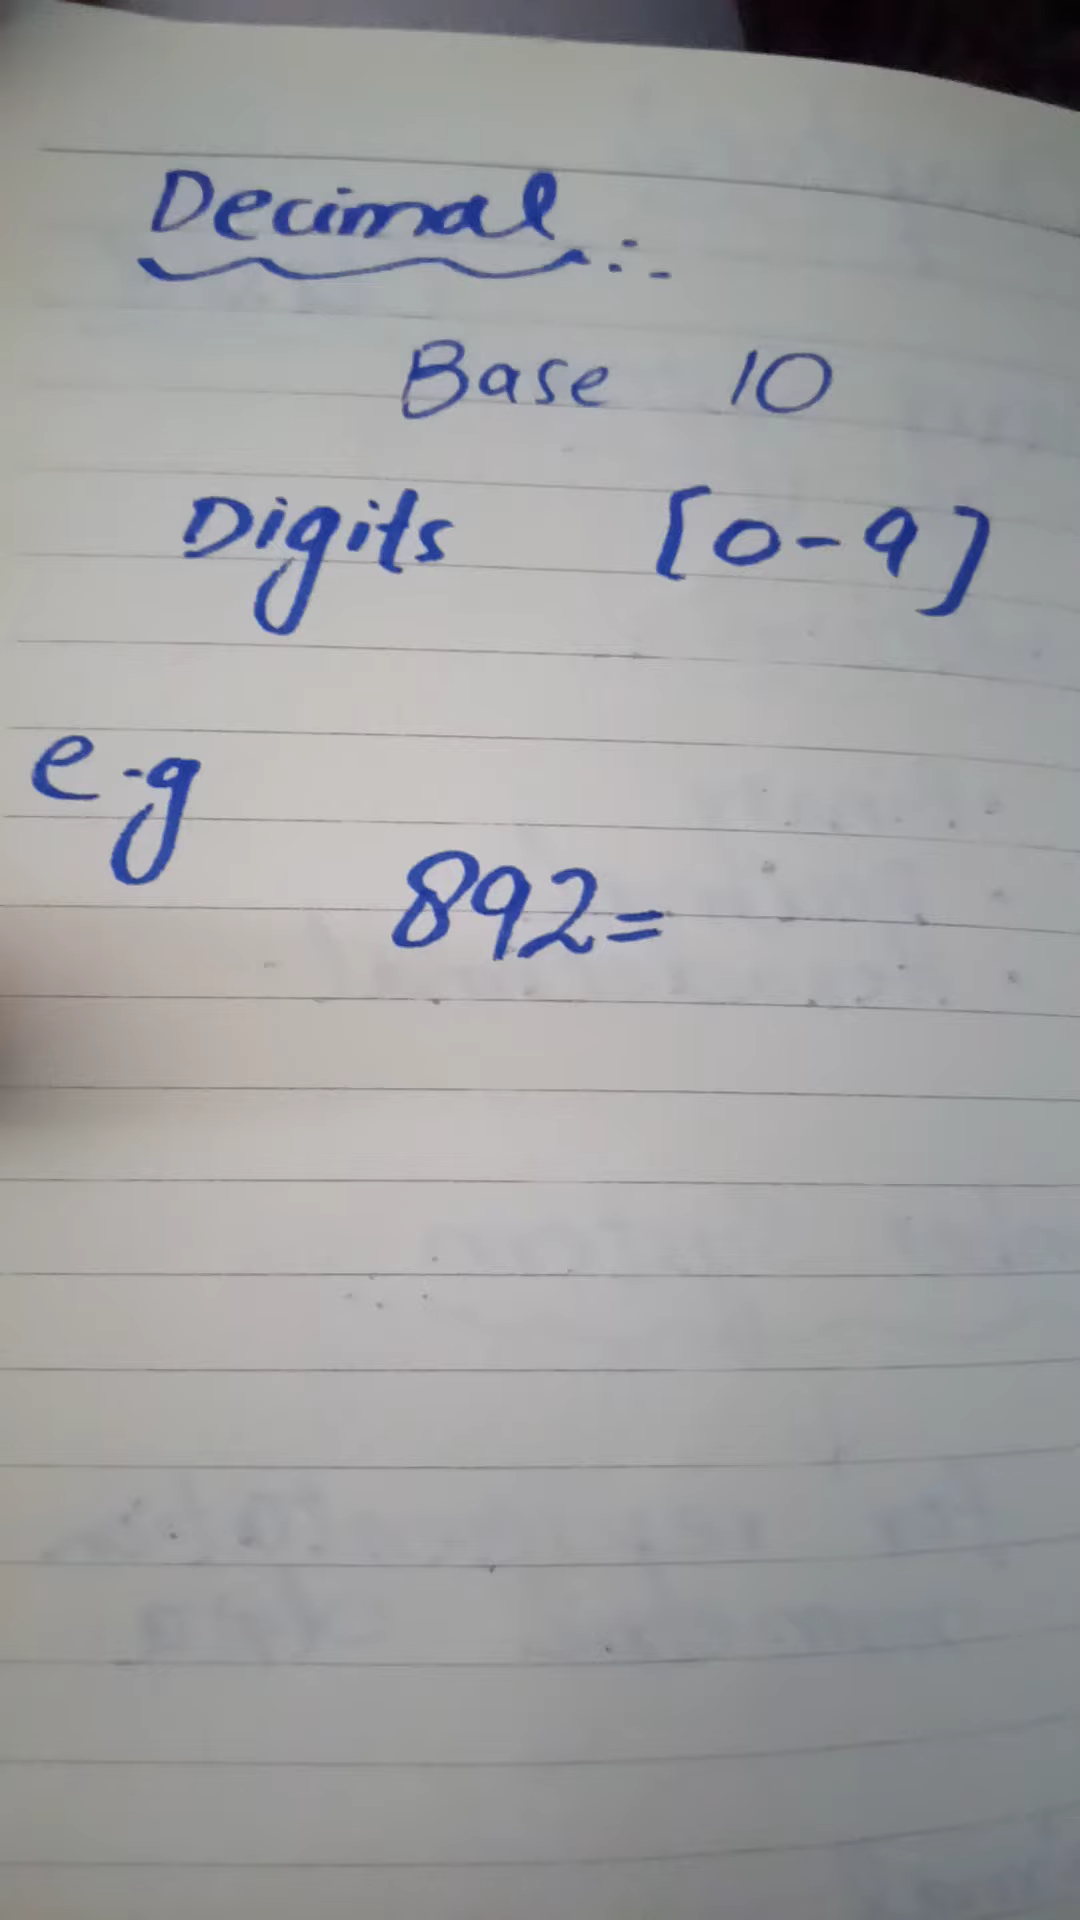 Decimal :-
Base 10
Digits [0-9]
e.g
892=